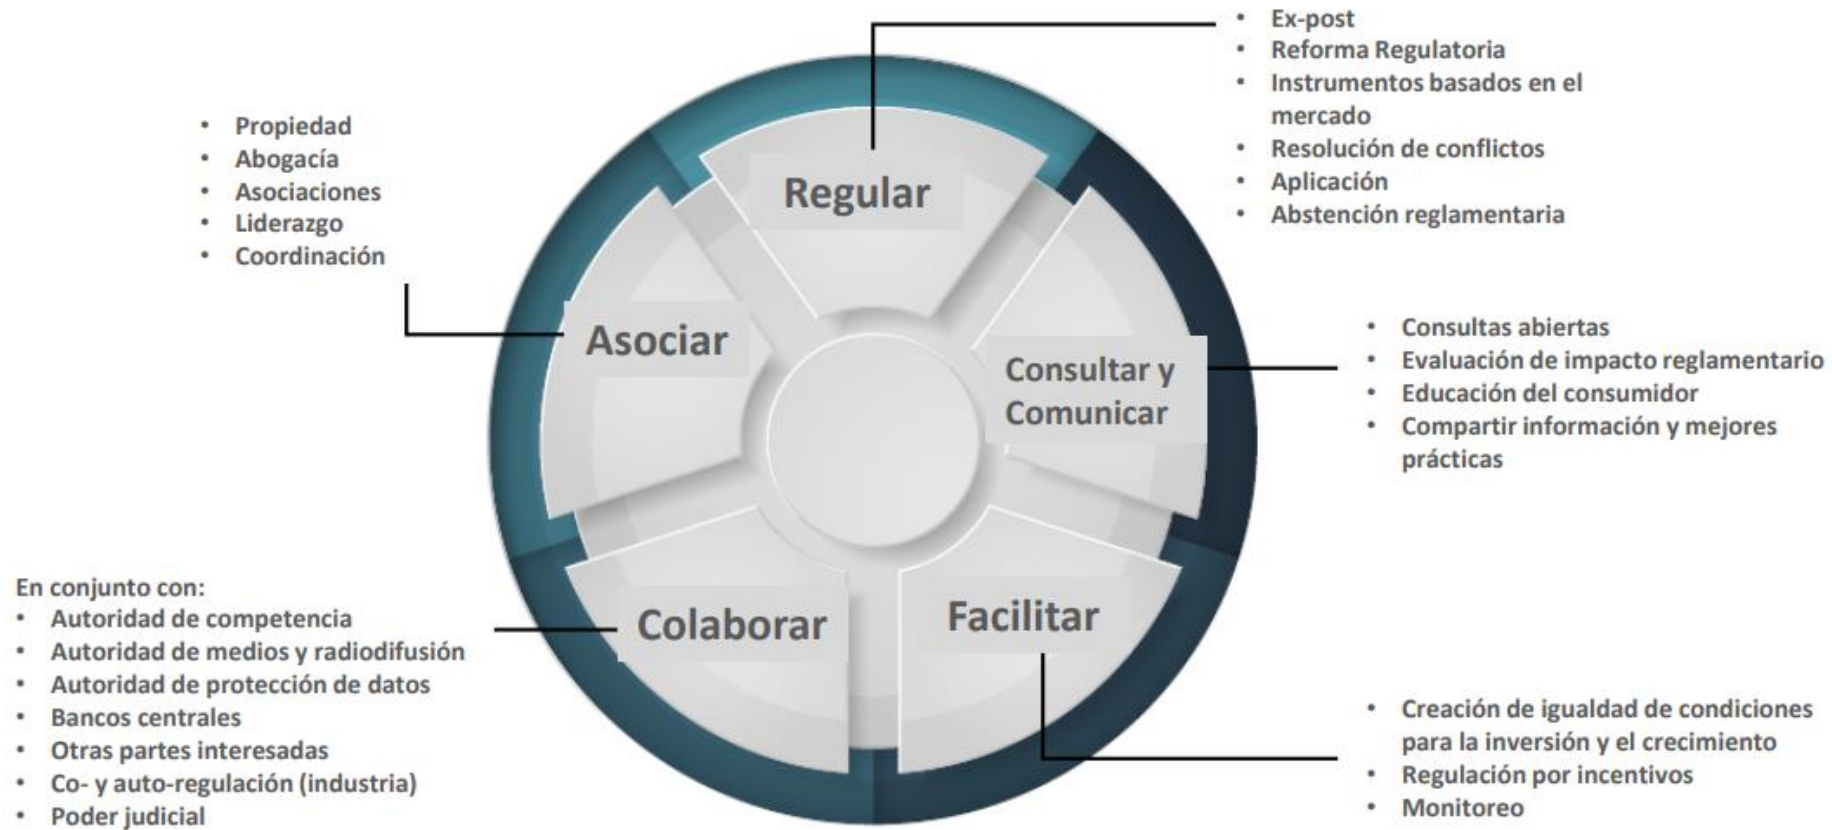 • Ex-post
• Reforma Regulatoria
• Instrumentos basados en el
mercado
• Resolución de conflictos
• Aplicación
• Abstención reglamentaria
Regular
• Propiedad
• Abogacía
• Asociaciones
• Liderazgo
• Coordinación
Asociar
Consultar y
Comunicar
• Consultas abiertas
• Evaluación de impacto reglamentario
• Educación del consumidor
• Compartir información y mejores
prácticas
En conjunto con:
• Autoridad de competencia
• Autoridad de medios y radiodifusión
• Autoridad de protección de datos
• Bancos centrales
• Otras partes interesadas
• Co- y auto-regulación (industria)
• Poder judicial
Colaborar
Facilitar
• Creación de igualdad de condiciones
para la inversión y el crecimiento
• Regulación por incentivos
• Monitoreo